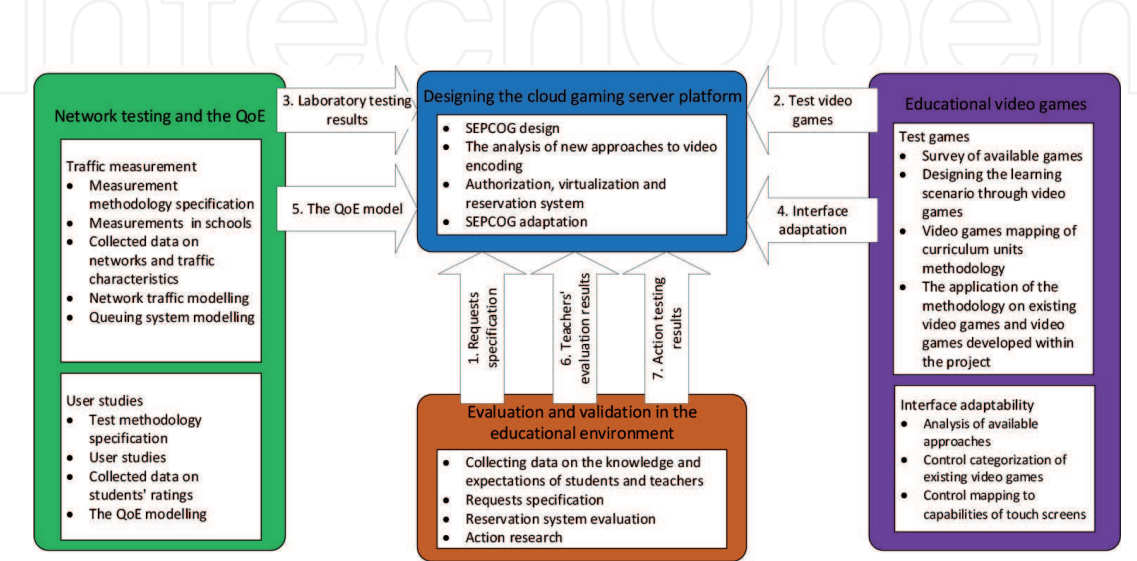 IntechOpen
Network testing and the QoE
Traffic measurement
● Measurement
methodology specification
● Measurements in schools
● Collected data on
networks and traffic
characteristics
● Network traffic modelling
● Queuing system modelling
User studies
● Test methodology
specification
● User studies
● Collected data on
students' ratings
● The QoE modelling
3. Laboratory testing
results
5. The QoE model
Designing the cloud gaming server platform
● SEPCOG design
● The analysis of new approaches to video
encoding
● Authorization, virtualization and
reservation system
● SEPCOG adaptation
1. Requests
specification
6. Teachers'
evaluation results
7. Action testing
results
Evaluation and validation in the
educational environment
● Collecting data on the knowledge and
expectations of students and teachers
● Requests specification
● Reservation system evaluation
● Action research
2. Test video
games
4. Interface
adaptation
Educational video games
Test games
● Survey of available games
● Designing the learning
scenario through video
games
● Video games mapping of
curriculum units
methodology
● The application of the
methodology on existing
video games and video
games developed within
the project
Interface adaptability
● Analysis of available
approaches
● Control categorization of
existing video games
● Control mapping to
capabilities of touch screens